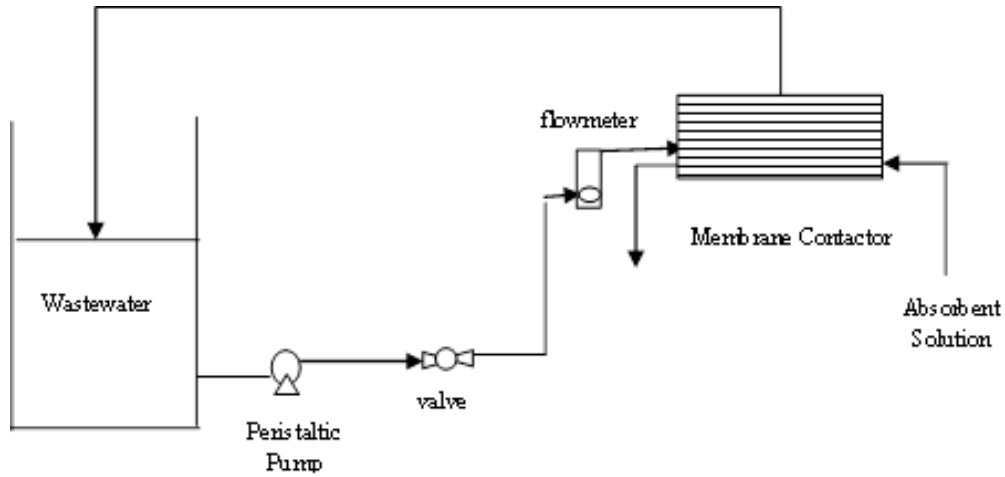 flowmeter
Membrane Contactor
Wastewater
Absorbent
Solution
valve
Peristaltic
Pump